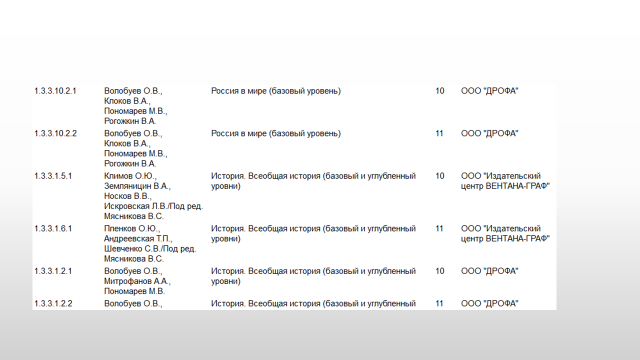 1.3.3.10.2.1 Волобуев О.В., Россия в мире (базовый уровень) 10 ООО "ДРОФА"
Клоков В.А.,
Пономарев М.В.,
Рогожкин В.А.
1.3.3.10.2.2 Волобуев О.В., Россия в мире (базовый уровень) 11 ООО "ДРОФА"
Клоков В.А.,
Пономарев М.В.,
Рогожкин В.А.
1.3.3.1.5.1 Климов О.Ю., История. Всеобщая история (базовый и углубленный 10 ООО "Издательский
Земляницин В.А., уровни) центр ВЕНТАНА-ГРАФ"
Носков В.В.,
Искровская Л.В./Под ред.
Мясникова В.С.
1.3.3.1.6.1 Пленков О.Ю., История. Всеобщая история (базовый и углубленный 11 ООО "Издательский
Андреевская Т.П., уровни) центр ВЕНТАНА-ГРАФ"
Шевченко С.В./Под ред.
Мясникова В.С.
1.3.3.1.2.1 Волобуев О.В., История. Всеобщая история (базовый и углубленный 10 ООО "ДРОФА"
Митрофанов А.А., уровни)
Пономарев М.В.
1.3.3.1.2.2 Волобуев О.В., История. Всеобщая история (базовый и углубленный 11 ООО "ДРОФА"